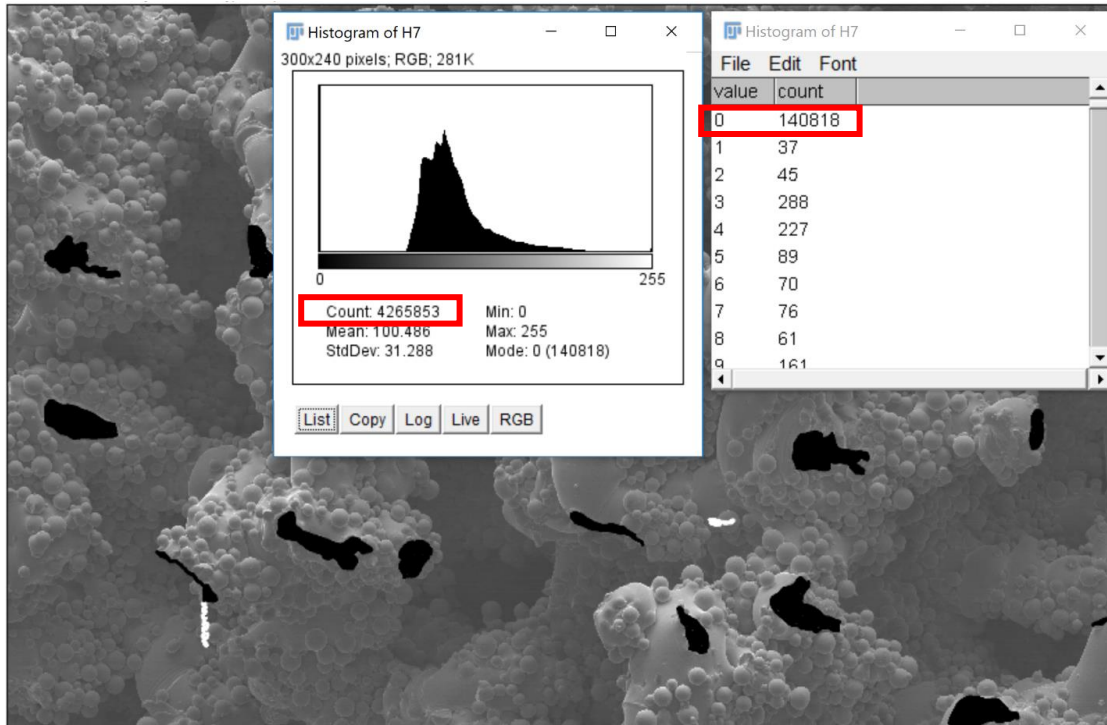 Histogram of H7
300x240 pixels; RGB; 281K
0 255
Count: 4265853 Min: 0
Mean: 100.486 Max: 255
StdDev: 31.288 Mode: 0 (140818)
List Copy Log Live RGB
Histogram of H7
File Edit Font
value count
0 140818
1 37
2 45
3 288
4 227
5 89
6 70
7 76
8 61
9 161